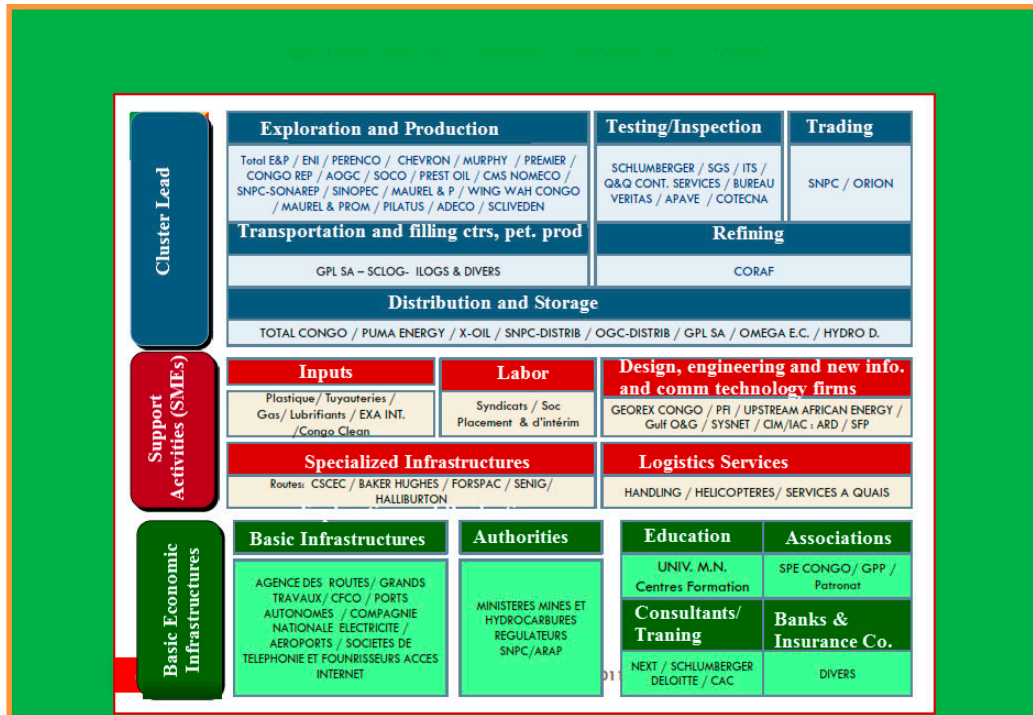 Cluster Lead
Exploration and Production
Total E&P / ENI / PERENCO / CHEVRON / MURPHY / PREMIER /
CONGO REP / AOGC / SOCO / PREST OIL / CMS NOMECO /
SNPC-SONAREP / SINOPEC / MAUREL & P / WING WAH CONGO
/ MAUREL & PROM / PILATUS / ADECO / SCLIVEDEN
Testing/Inspection
SCHLUMBERGER / SGS / ITS /
Q&Q CONT. SERVICES / BUREAU
VERITAS / APAVE / COTECNA
Trading
SNPC / ORION
Transportation and filling ctrs, pet. prod
GPL SA – SCLOG- ILOGS & DIVERS
Refining
CORAF
Distribution and Storage
TOTAL CONGO / PUMA ENERGY / X-OIL / SNPC-DISTRIB / OGC-DISTRIB / GPL SA / OMEGA E.C. / HYDRO D.
Support
Activities (SMEs)
Inputs
Plastique/ Tuyauteries /
Gas/ Lubrifiants / EXA INT.
/Congo Clean
Labor
Syndicats / Soc
Placement & d'intérim
Design, engineering and new info.
and comm technology firms
GEOREX CONGO / PFI / UPSTREAM AFRICAN ENERGY /
Gulf O&G / SYSNET / CIM/IAC : ARD / SFP
Specialized Infrastructures
Routes: CSCEC / BAKER HUGHES / FORSPAC / SENIG/
HALLIBURTON
Logistics Services
HANDLING / HELICOPTERES/ SERVICES A QUAIS
Basic Economic
Infrastructures
Basic Infrastructures
AGENCE DES ROUTES/ GRANDS
TRAVAUX/ CFCO / PORTS
AUTONOMES / COMPAGNIE
NATIONALE ELECTRICITE /
AEROPORTS / SOCIETES DE
TELEPHONIE ET FOUNRISSEURS ACCES
INTERNET
Authorities
MINISTERES MINES ET
HYDROCARBURES
REGULATEURS
SNPC/ARAP
Education
UNIV. M.N.
Centres Formation
Associations
SPE CONGO/ GPP /
Patronat
Consultants/
Traning
NEXT / SCHLUMBERGER
DELOITTE / CAC
Banks &
Insurance Co.
DIVERS